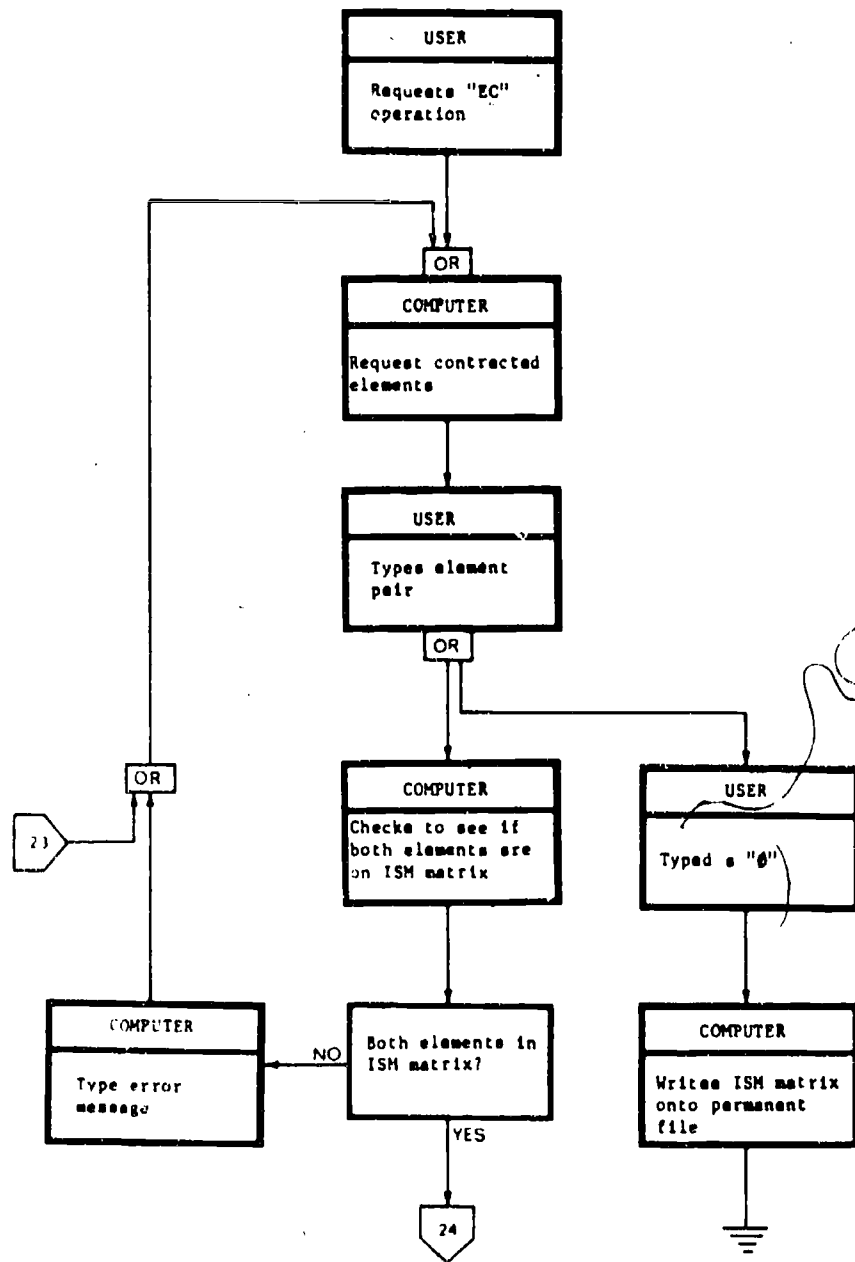 USER
Requests "EC"
operation
OR
COMPUTER
Request contracted
elements
USER
Types element
pair
OR
OR
23
COMPUTER
Checks to see if
both elements are
on ISM matrix
USER
Typed a "0"
COMPUTER
Type error
message
NO
Both elements in
ISM matrix?
YES
COMPUTER
Writes ISM matrix
onto permanent
file
24